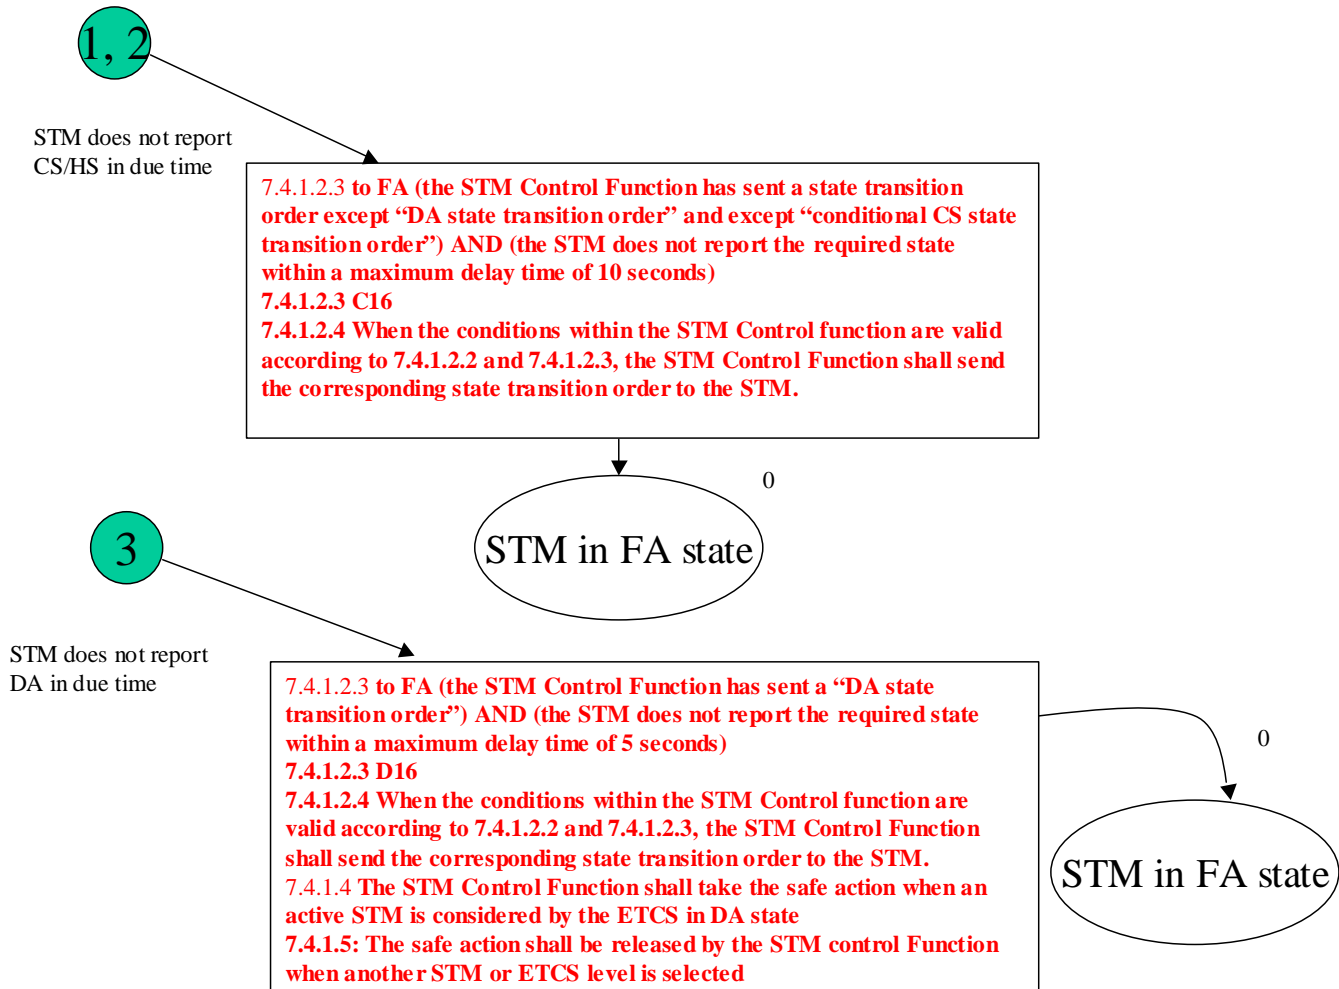 1, 2
STM does not report
CS/HS in due time
7.4.1.2.3 to FA (the STM Control Function has sent a state transition
order except “DA state transition order” and except “conditional CS state
transition order”) AND (the STM does not report the required state
within a maximum delay time of 10 seconds)
7.4.1.2.3 C16
7.4.1.2.4 When the conditions within the STM Control function are valid
according to 7.4.1.2.2 and 7.4.1.2.3, the STM Control Function shall send
the corresponding state transition order to the STM.
0
STM in FA state
3
STM does not report
DA in due time
7.4.1.2.3 to FA (the STM Control Function has sent a “DA state
transition order”) AND (the STM does not report the required state
within a maximum delay time of 5 seconds)
7.4.1.2.3 D16
7.4.1.2.4 When the conditions within the STM Control function are
valid according to 7.4.1.2.2 and 7.4.1.2.3, the STM Control Function
shall send the corresponding state transition order to the STM.
7.4.1.4 The STM Control Function shall take the safe action when an
active STM is considered by the ETCS in DA state
7.4.1.5: The safe action shall be released by the STM control Function
when another STM or ETCS level is selected
0
STM in FA state